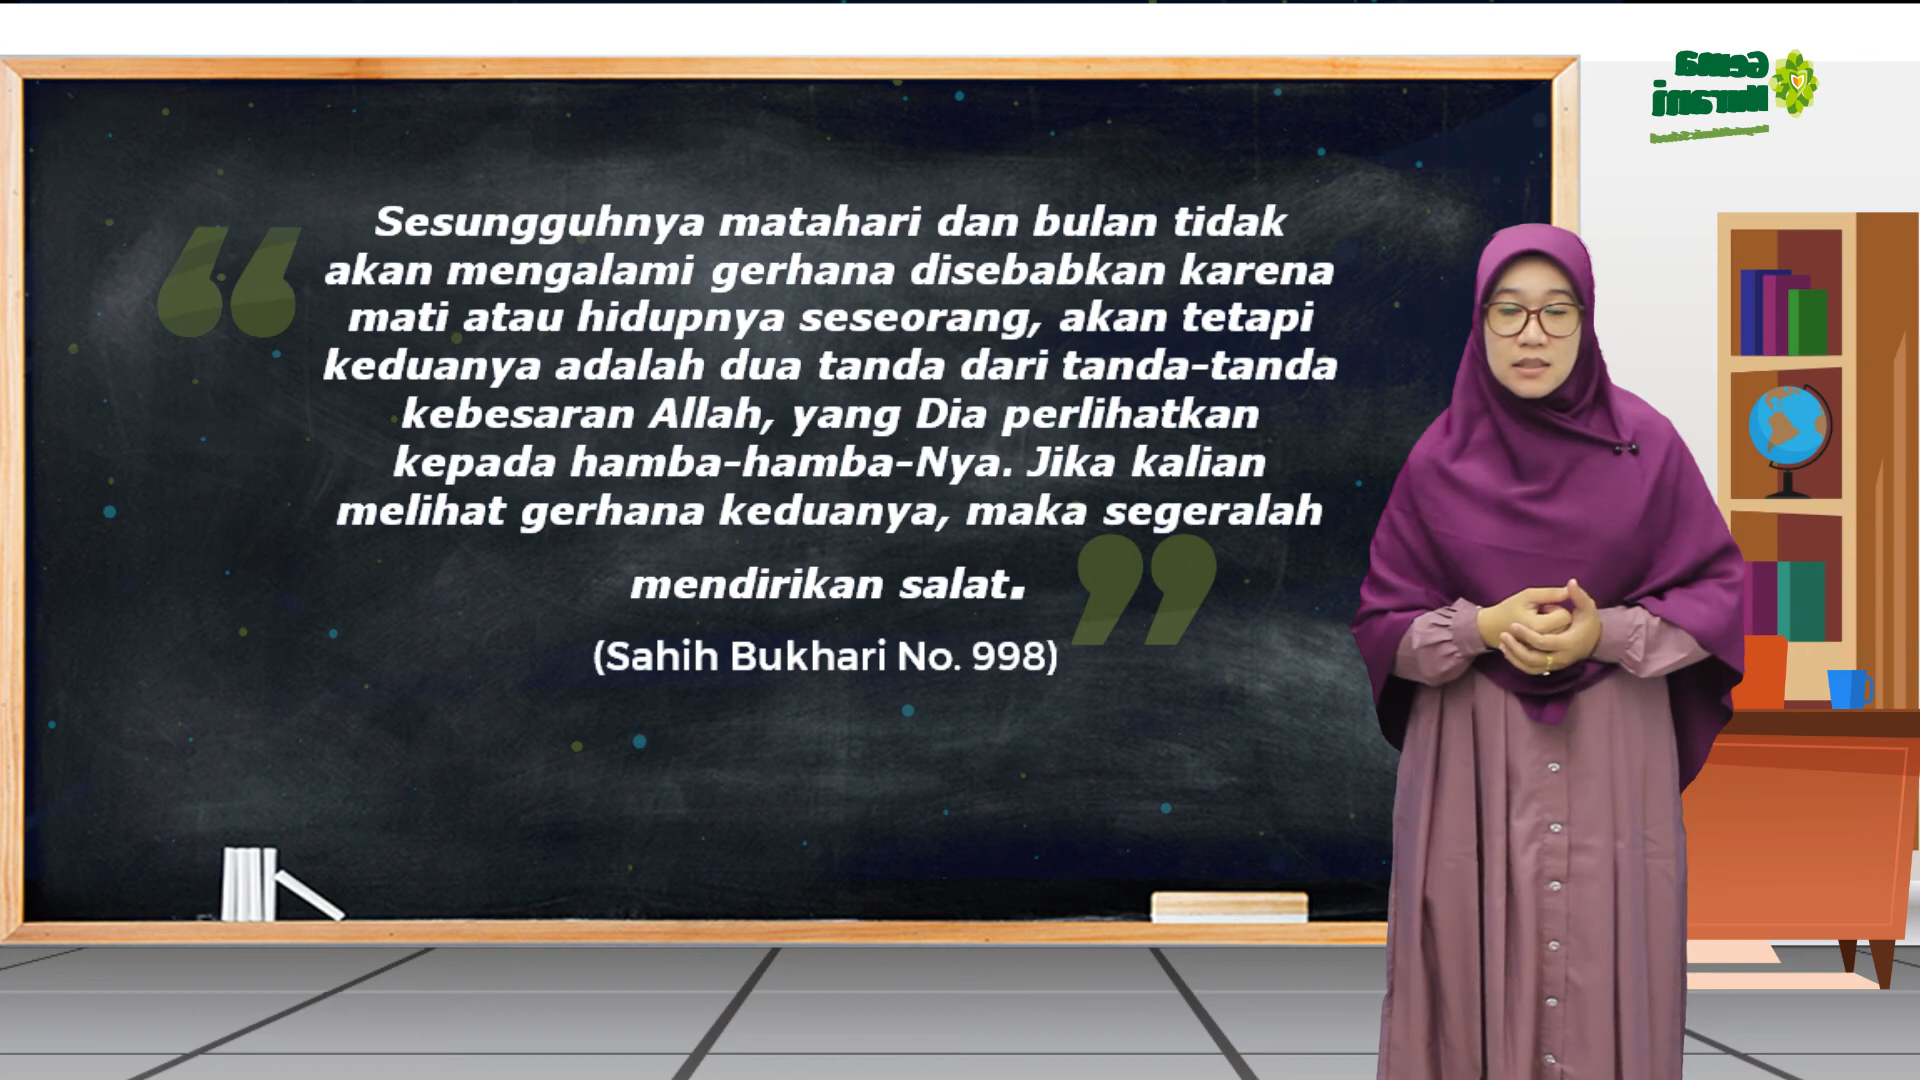 Gema
Nurani
Sesungguhnya matahari dan bulan tidak
akan mengalami gerhana disebabkan karena
mati atau hidupnya seseorang, akan tetapi
keduanya adalah dua tanda dari tanda-tanda
kebesaran Allah, yang Dia perlihatkan
kepada hamba-hamba-Nya. Jika kalian
melihat gerhana keduanya, maka segeralah
mendirikan salat.
(Sahih Bukhari No. 998)